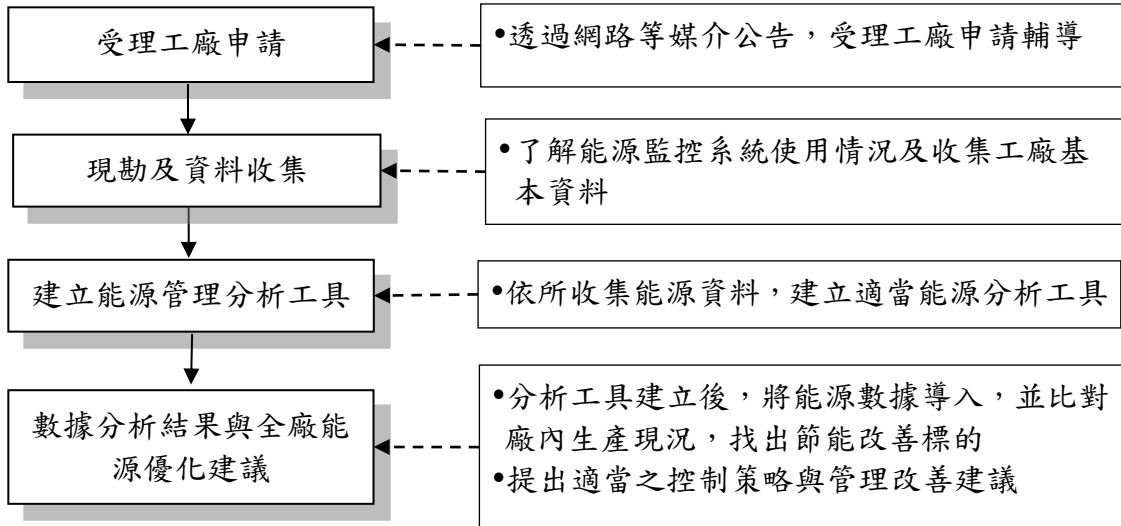 受理工廠申請
•透過網路等媒介公告，受理工廠申請輔導
現勘及資料收集
•了解能源監控系統使用情況及收集工廠基
本資料
建立能源管理分析工具
•依所收集能源資料，建立適當能源分析工具
數據分析結果與全廠能
源優化建議
•分析工具建立後，將能源數據導入，並比對
廠內生產現況，找出節能改善標的
•提出適當之控制策略與管理改善建議